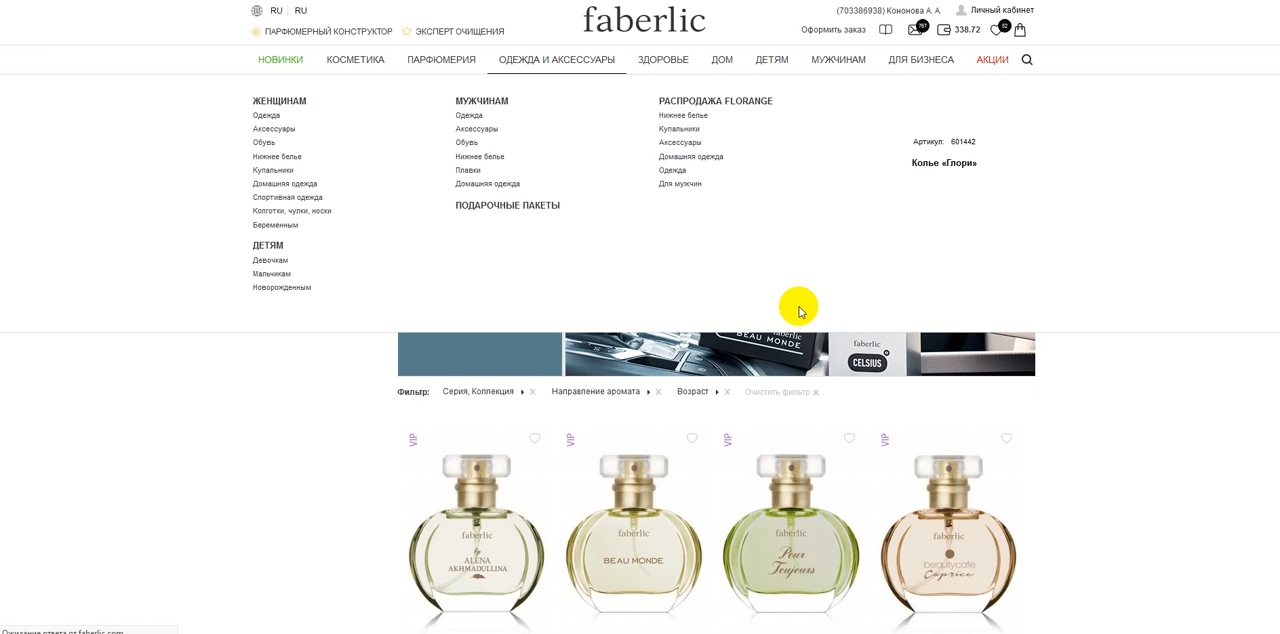 RU RU
faberlic
(703386938) Кононова А. А. Личный кабинет
ПАРФЮМЕРНЫЙ КОНСТРУКТОР ЭКСПЕРТ ОЧИЩЕНИЯ
Оформить заказ 767 338.72 52
НОВИНКИ КОСМЕТИКА ПАРФЮМЕРИЯ ОДЕЖДА И АКСЕССУАРЫ ЗДОРОВЬЕ ДОМ ДЕТЯМ МУЖЧИНАМ ДЛЯ БИЗНЕСА АКЦИИ
ЖЕНЩИНАМ
Одежда
Аксессуары
Обувь
Нижнее белье
Купальники
Домашняя одежда
Спортивная одежда
Колготки, чулки, носки
Беременным
ДЕТЯМ
Девочкам
Мальчикам
Новорожденным
МУЖЧИНАМ
Одежда
Аксессуары
Обувь
Нижнее белье
Плавки
Домашняя одежда
ПОДАРОЧНЫЕ ПАКЕТЫ
РАСПРОДАЖА FLORANGE
Нижнее белье
Купальники
Аксессуары
Домашняя одежда
Одежда
Для мужчин
Артикул: 601442
Колье «Глори»
faberlic
BEAU MONDE
faberlic
CELSIUS
Фильтр: Серия, Коллекция Направление аромата Возраст Очистить фильтр
VIP VIP VIP VIP
faberlic
by
ALENA
AKHMADULLINA
faberlic
BEAU MONDE
faberlic
Pour
Toujours
faberlic
beautycafe
Caprice
Ожидание ответа от faberlic.com